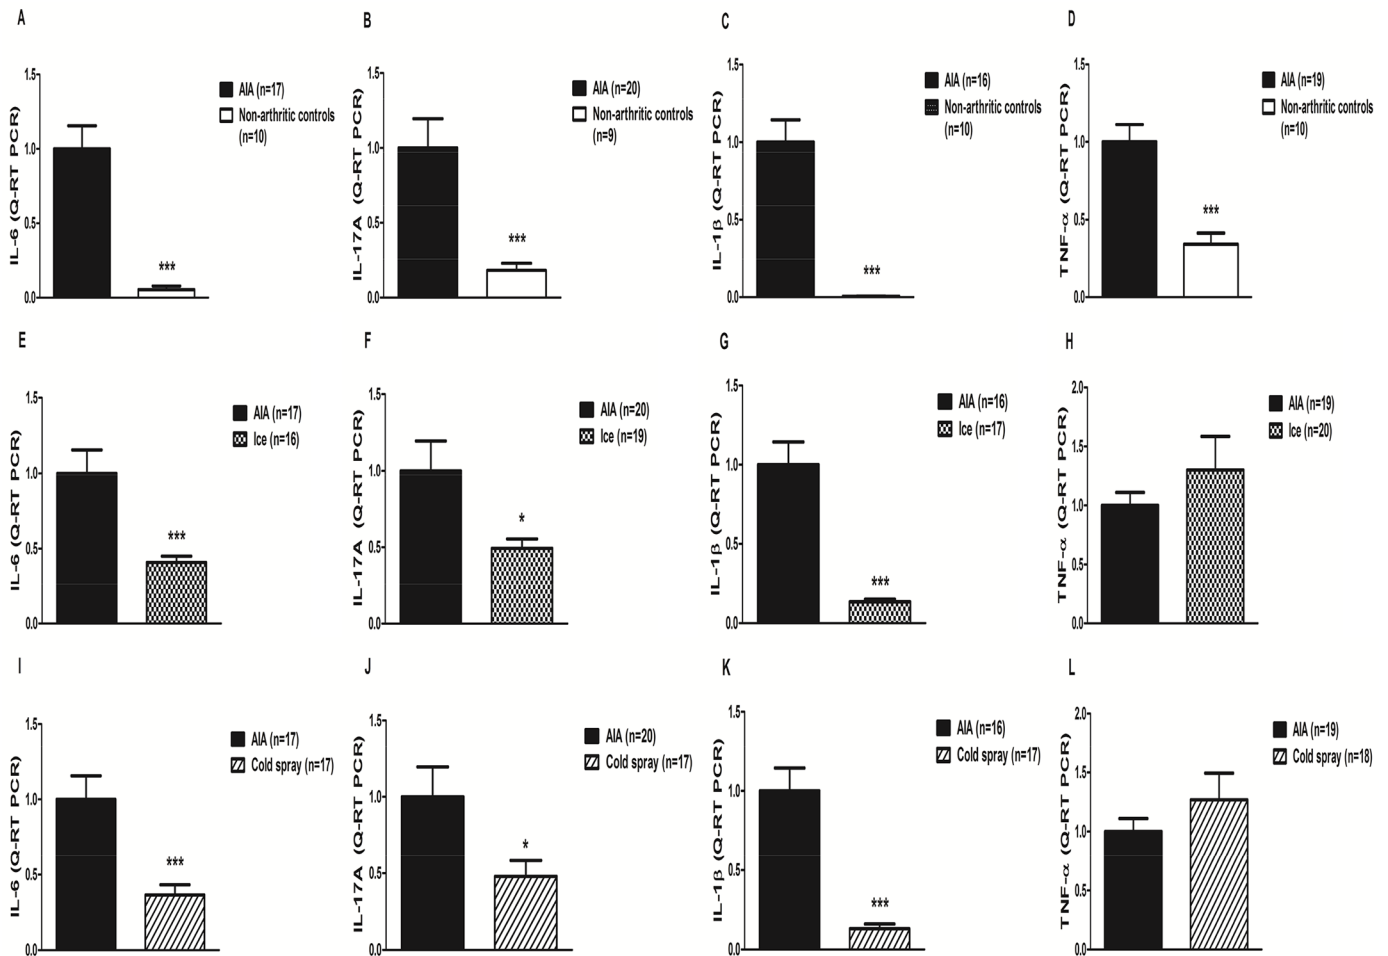 A
IL-6 (Q-RT PCR)
1.5
1.0
0.5
0.0
***
AIA (n=17)
Non-arthritic controls
(n=10)
B
IL-17A (Q-RT PCR)
1.5
1.0
0.5
0.0
***
AIA (n=20)
Non-arthritic controls
(n=9)
C
IL-1β (Q-RT PCR)
1.5
1.0
0.5
0.0
***
AIA (n=16)
Non-arthritic controls
(n=10)
D
TNF-α (Q-RT PCR)
1.5
1.0
0.5
0.0
***
AIA (n=19)
Non-arthritic controls
(n=10)
E
IL-6 (Q-RT PCR)
1.5
1.0
0.5
0.0
***
AIA (n=17)
Ice (n=16)
F
IL-17A (Q-RT PCR)
1.5
1.0
0.5
0.0
*
AIA (n=20)
Ice (n=19)
G
IL-1β (Q-RT PCR)
1.5
1.0
0.5
0.0
***
AIA (n=16)
Ice (n=17)
H
TNF-α (Q-RT PCR)
2.0
1.5
1.0
0.5
0.0
AIA (n=19)
Ice (n=20)
I
IL-6 (Q-RT PCR)
1.5
1.0
0.5
0.0
***
AIA (n=17)
Cold spray (n=17)
J
IL-17A (Q-RT PCR)
1.5
1.0
0.5
0.0
*
AIA (n=20)
Cold spray (n=17)
K
IL-1β (Q-RT PCR)
1.5
1.0
0.5
0.0
***
AIA (n=16)
Cold spray (n=17)
L
TNF-α (Q-RT PCR)
2.0
1.5
1.0
0.5
0.0
AIA (n=19)
Cold spray (n=18)